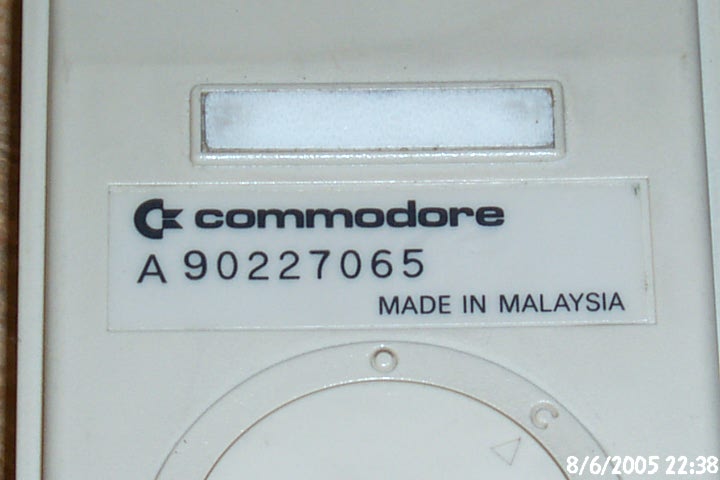 commodore
A 90227065
MADE IN MALAYSIA
O
C
8/6/2005 22:38